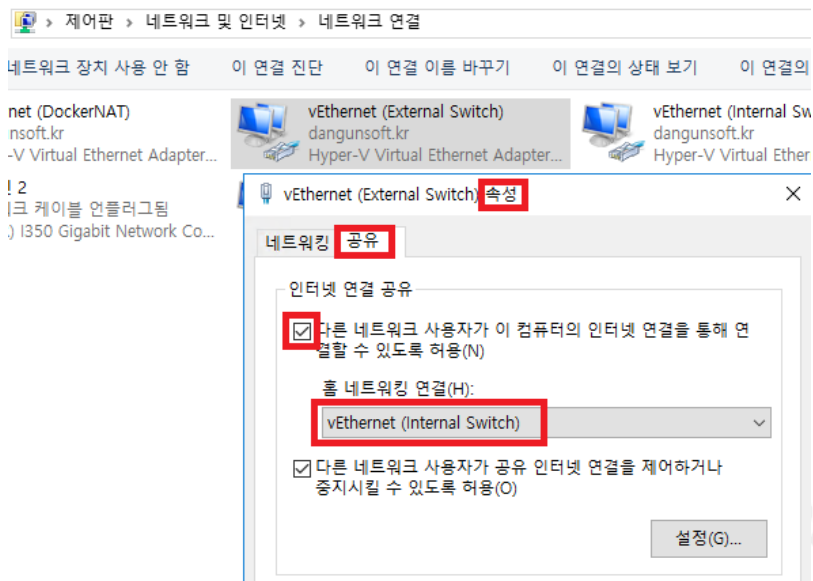 제어판 › 네트워크 및 인터넷 › 네트워크 연결
네트워크 장치 사용 안 함 이 연결 진단 이 연결 이름 바꾸기 이 연결의 상태 보기 이 연결의
net (DockerNAT)
nsoft.kr
-V Virtual Ethernet Adapter...
vEthernet (External Switch)
dangunsoft.kr
Hyper-V Virtual Ethernet Adapter...
vEthernet (Internal Sw
dangunsoft.kr
Hyper-V Virtual Ether
2
크 케이블 언플러그됨
) I350 Gigabit Network Co...
vEthernet (External Switch) 속성
네트워킹 공유
인터넷 연결 공유
다른 네트워크 사용자가 이 컴퓨터의 인터넷 연결을 통해 연
결할 수 있도록 허용(N)
홈 네트워킹 연결(H):
vEthernet (Internal Switch)
다른 네트워크 사용자가 공유 인터넷 연결을 제어하거나
중지시킬 수 있도록 허용(O)
설정(G)...